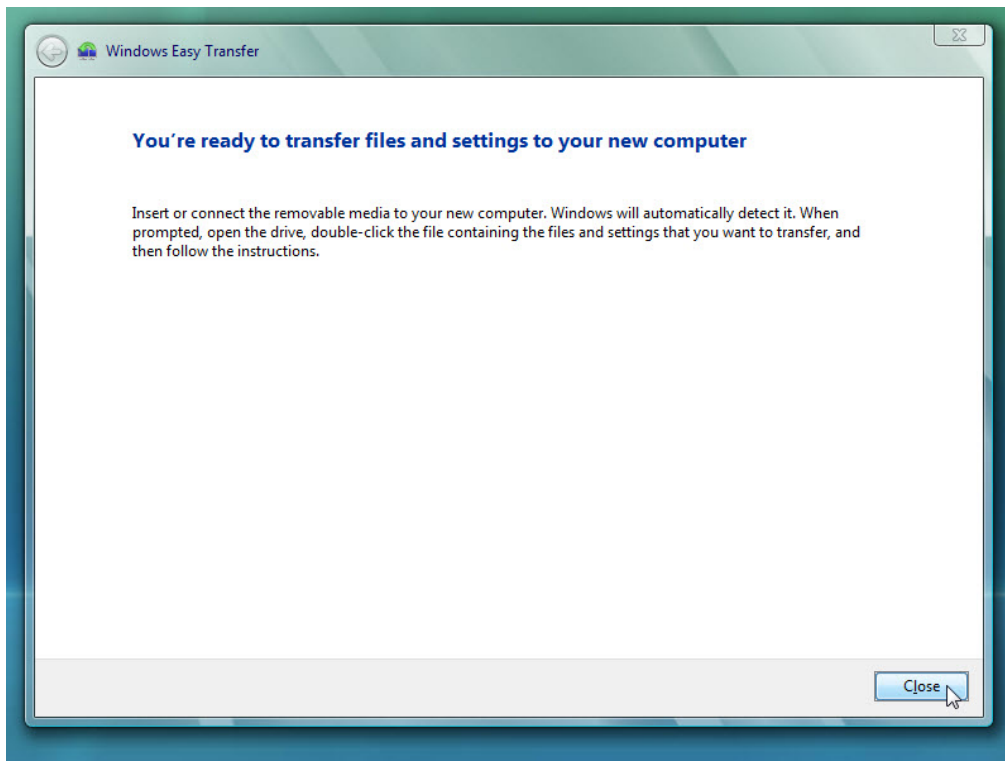 Windows Easy Transfer
You're ready to transfer files and settings to your new computer
Insert or connect the removable media to your new computer. Windows will automatically detect it. When
prompted, open the drive, double-click the file containing the files and settings that you want to transfer, and
then follow the instructions.
Close